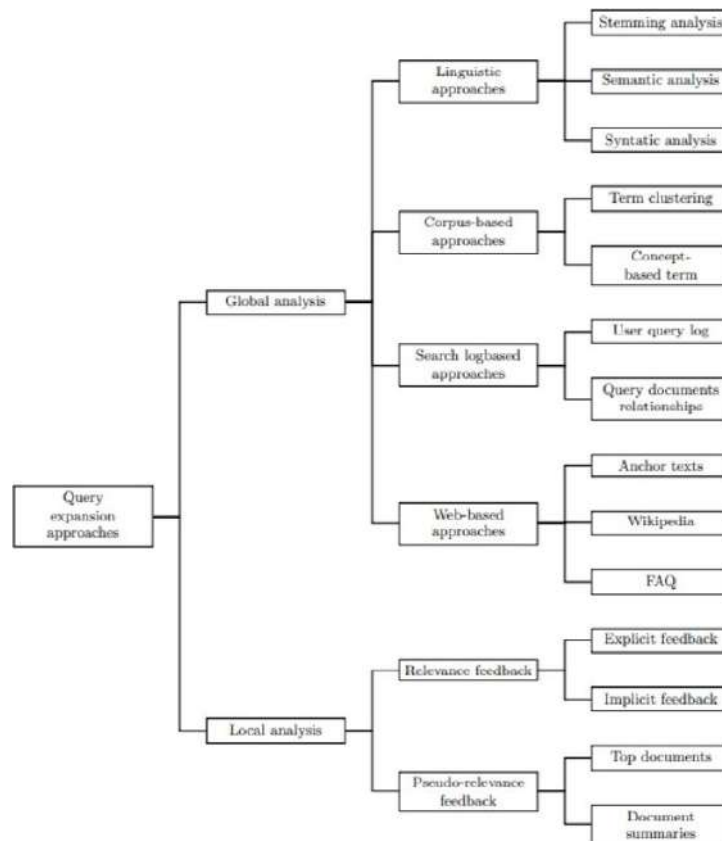 Stemming analysis
Linguistic
approaches
Semantic analysis
Syntatic analysis
Term clustering
Corpus-based
approaches
Concept-
based term
Global analysis
User query log
Search logbased
approaches
Query documents
relationships
Anchor texts
Query
expansion
approaches
Web-based
approaches
Wikipedia
FAQ
Explicit feedback
Relevance feedback
Implicit feedback
Local analysis
Top documents
Pseudo-relevance
feedback
Document
summaries